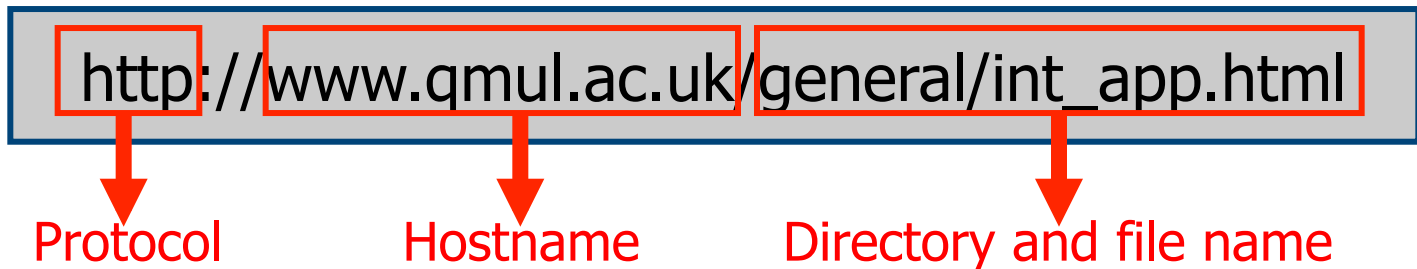 http://www.qmul.ac.uk/general/int_app.html
Protocol Hostname Directory and file name